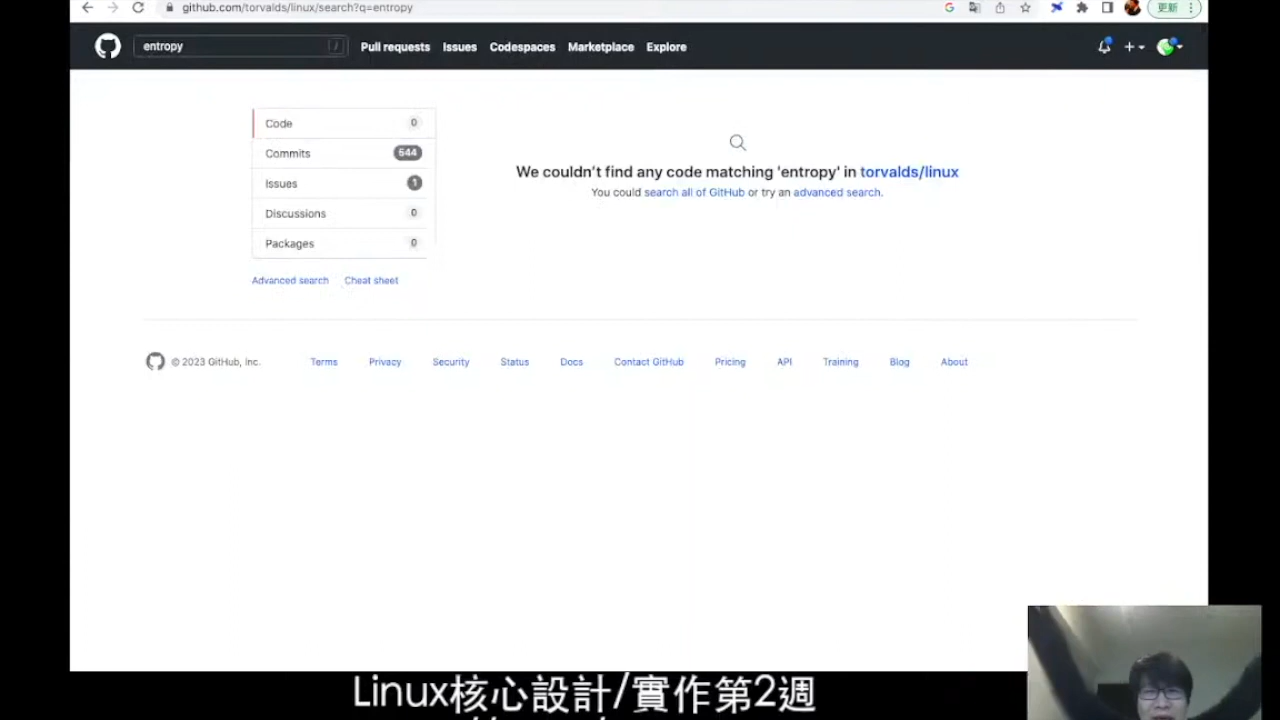 github.com/torvalds/linux/search?q=entropy
更新
entropy
Pull requests Issues Codespaces Marketplace Explore
Code 0
Commits 544
Issues 1
Discussions 0
Packages 0
Advanced search Cheat sheet
We couldn't find any code matching 'entropy' in torvalds/linux
You could search all of GitHub or try an advanced search.
© 2023 GitHub, Inc. Terms Privacy Security Status Docs Contact GitHub Pricing API Training Blog About
Linux核心設計/實作第2週